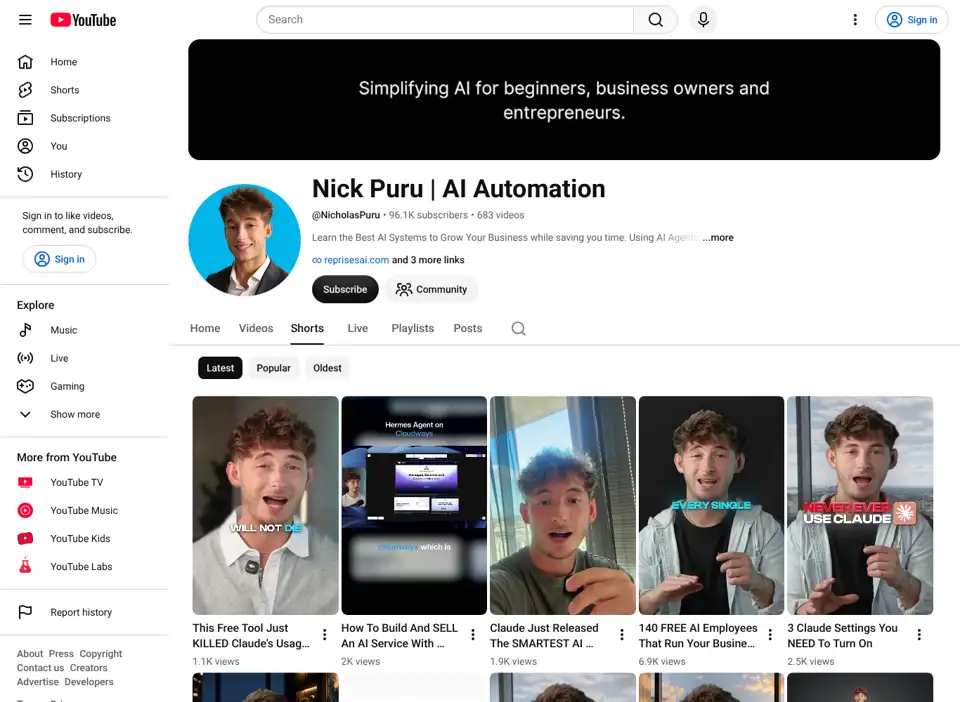 YouTube
Search
Sign in
Home
Shorts
Subscriptions
You
History
Sign in to like videos,
comment, and subscribe.
Sign in
Explore
Music
Live
Gaming
Show more
More from YouTube
YouTube TV
YouTube Music
YouTube Kids
YouTube Labs
Report history
About Press Copyright
Contact us Creators
Advertise Developers
Simplifying AI for beginners, business owners and
entrepreneurs.
Nick Puru | AI Automation
@NicholasPuru • 96.1K subscribers • 683 videos
Learn the Best AI Systems to Grow Your Business while saving you time. Using AI Agents, ...more
reprisesai.com and 3 more links
Subscribe
Community
Home Videos Shorts Live Playlists Posts
Latest Popular Oldest
WILL NOT DIE
Hermes Agent on
Cloudways
cloudways which is
EVERY SINGLE
NEVER EVER
USE CLAUDE
This Free Tool Just
KILLED Claude's Usag...
1.1K views
How To Build And SELL
An AI Service With ...
2K views
Claude Just Released
The SMARTEST AI ...
1.9K views
140 FREE AI Employees
That Run Your Busine...
6.9K views
3 Claude Settings You
NEED To Turn On
2.5K views